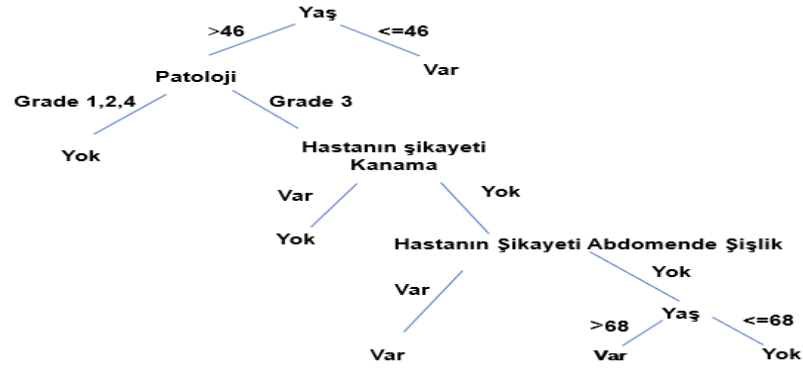 Yaş
>46
<=46
Var
Patoloji
Grade 1,2,4
Grade 3
Yok
Hastanın şikayeti
Kanama
Var
Yok
Yok
Hastanın Şikayeti Abdomende Şişlik
Var
Yok
Yaş
>68
<=68
Var
Var
Yok